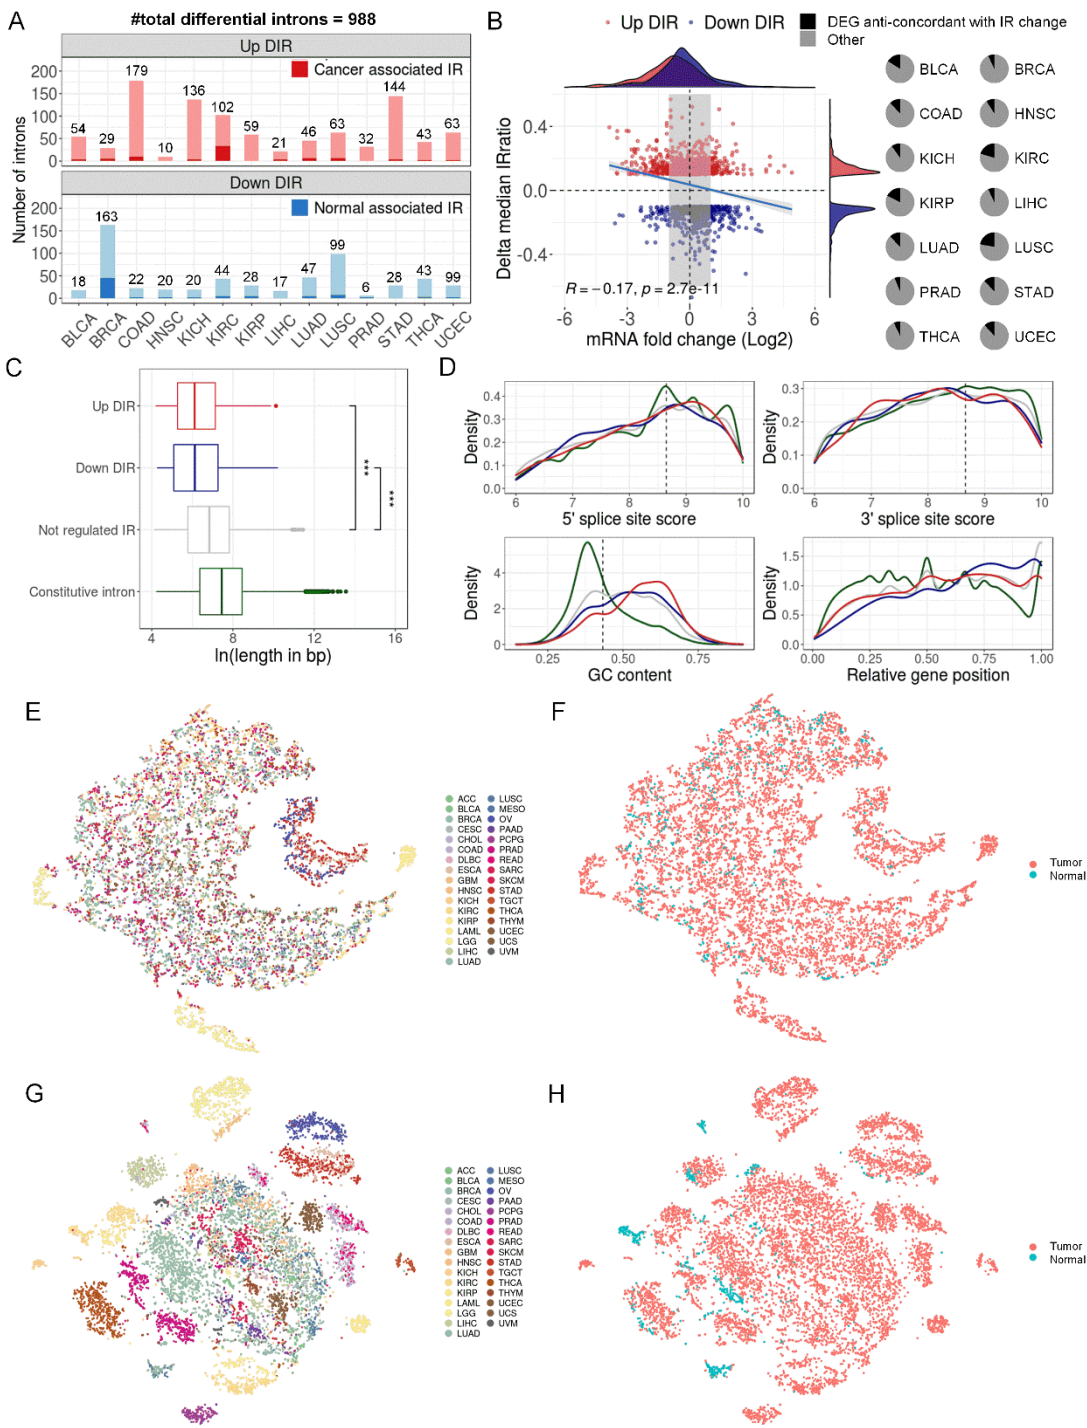 A
#total differential introns = 988
Up DIR
Cancer associated IR
Number of introns
200
150
100
50
0
54
29
179
10
136
102
59
21
46
63
32
144
43
63
Down DIR
Normal associated IR
200
150
100
50
0
18
163
22
20
20
44
28
17
47
99
6
28
43
99
BLCA
BRCA
COAD
HNSC
KICH
KIRC
KIRP
LIHC
LUAD
LUSC
PRAD
STAD
THCA
UCEC
B
Up DIR
Down DIR
DEG anti-concordant with IR change
Other
Delta median IRratio
0.4
0.0
-0.4
R = −0.17, p = 2.7e-11
-6
-3
0
3
6
mRNA fold change (Log2)
BLCA
BRCA
COAD
HNSC
KICH
KIRC
KIRP
LIHC
LUAD
LUSC
PRAD
STAD
THCA
UCEC
C
Up DIR
Down DIR
Not regulated IR
Constitutive intron
***
***
4
8
12
16
ln(length in bp)
D
Density
0.4
0.3
0.2
0.1
0.0
6
7
8
9
10
5' splice site score
Density
0.3
0.2
0.1
0.0
6
7
8
9
10
3' splice site score
Density
4
2
0
0.25
0.50
0.75
GC content
Density
1.5
1.0
0.5
0.0
0.00
0.25
0.50
0.75
1.00
Relative gene position
E
ACC
BLCA
BRCA
CESC
CHOL
COAD
DLBC
ESCA
GBM
HNSC
KICH
KIRC
KIRP
LAML
LGG
LIHC
LUAD
LUSC
MESO
OV
PAAD
PCPG
PRAD
READ
SARC
SKCM
STAD
TGCT
THCA
THYM
UCEC
UCS
UVM
F
Tumor
Normal
G
ACC
BLCA
BRCA
CESC
CHOL
COAD
DLBC
ESCA
GBM
HNSC
KICH
KIRC
KIRP
LAML
LGG
LIHC
LUAD
LUSC
MESO
OV
PAAD
PCPG
PRAD
READ
SARC
SKCM
STAD
TGCT
THCA
THYM
UCEC
UCS
UVM
H
Tumor
Normal